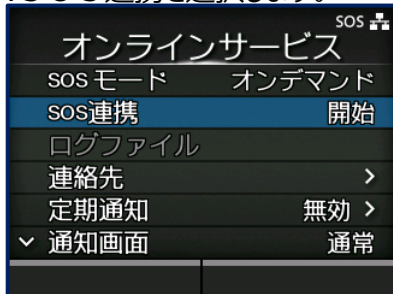 SOS
オンラインサービス
SOSモード オンデマンド
SOS連携 開始
ログファイル
連絡先 >
定期通知 無効 >
通知画面 通常